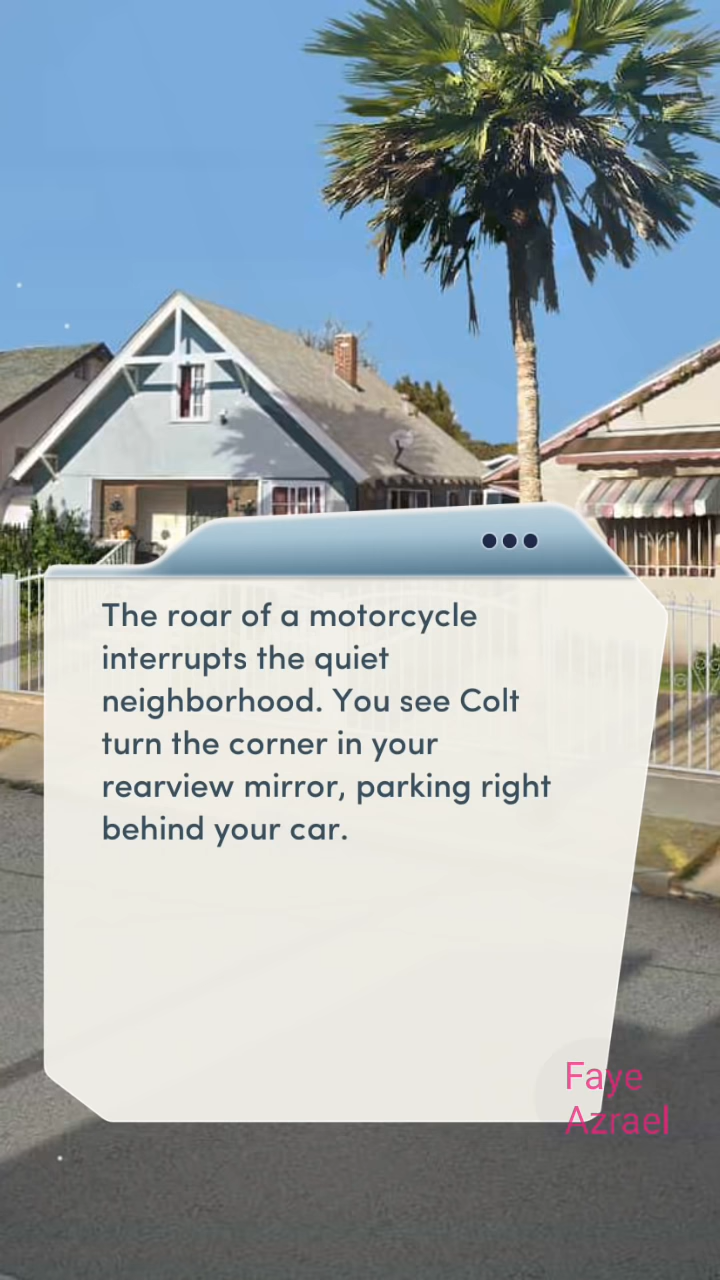 The roar of a motorcycle
interrupts the quiet
neighborhood. You see Colt
turn the corner in your
rearview mirror, parking right
behind your car.
Faye
Azrael